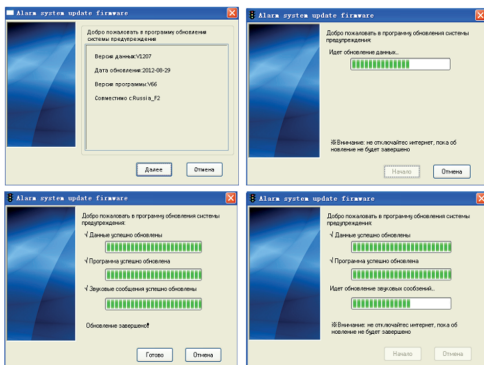 Alarm system update firmware
Добро пожаловать в программу обновления
системы предупреждения
Версия данных:V1207
Дата обновления:2012-08-29
Версия программы:V66
Совместимо с:Russia_F2
Далее
Отмена
Alarm system update firmware
Добро пожаловать в программу обновления системы
предупреждения
Идет обновление данных..
※Внимание: не отключайтес интернет, пока об
новление не будет завершено
Начало
Отмена
Alarm system update firmware
Добро пожаловать в программу обновления системы
предупреждения
√ Данные успешно обновлены
√ Программа успешно обновлена
√ Звуковые сообщения успешно обновлены
Обновление завершено!
Готово
Отмена
Alarm system update firmware
Добро пожаловать в программу обновления системы
предупреждения
√ Данные успешно обновлены
√ Программа успешно обновлена
Идет обновление звуковых сообзений..
※Внимание: не отключайтес интернет, пока об
новление не будет завершено
Начало
Отмена